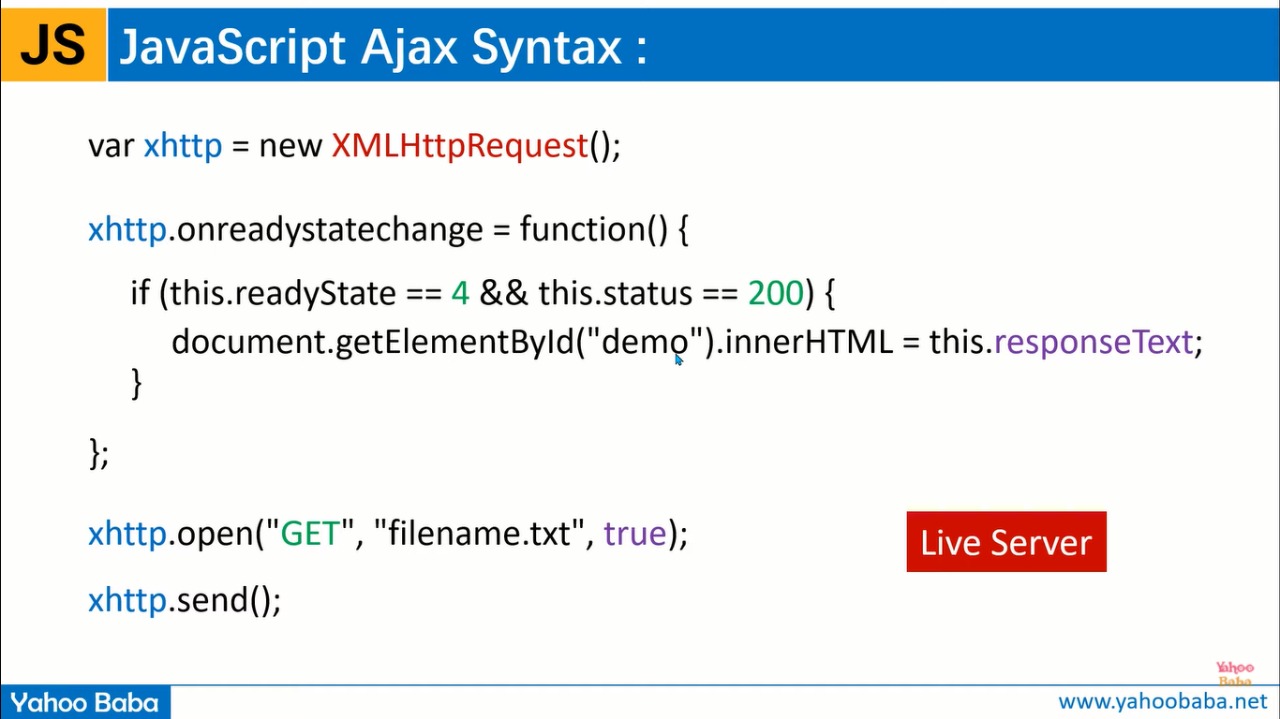 JS JavaScript Ajax Syntax :
var xhttp = new XMLHttpRequest();
xhttp.onreadystatechange = function() {
if (this.readyState == 4 && this.status == 200) {
document.getElementById("demo").innerHTML = this.responseText;
}
};
xhttp.open("GET", "filename.txt", true);
Live Server
xhttp.send();
Yahoo
Baba
Yahoo Baba
www.yahoobaba.net